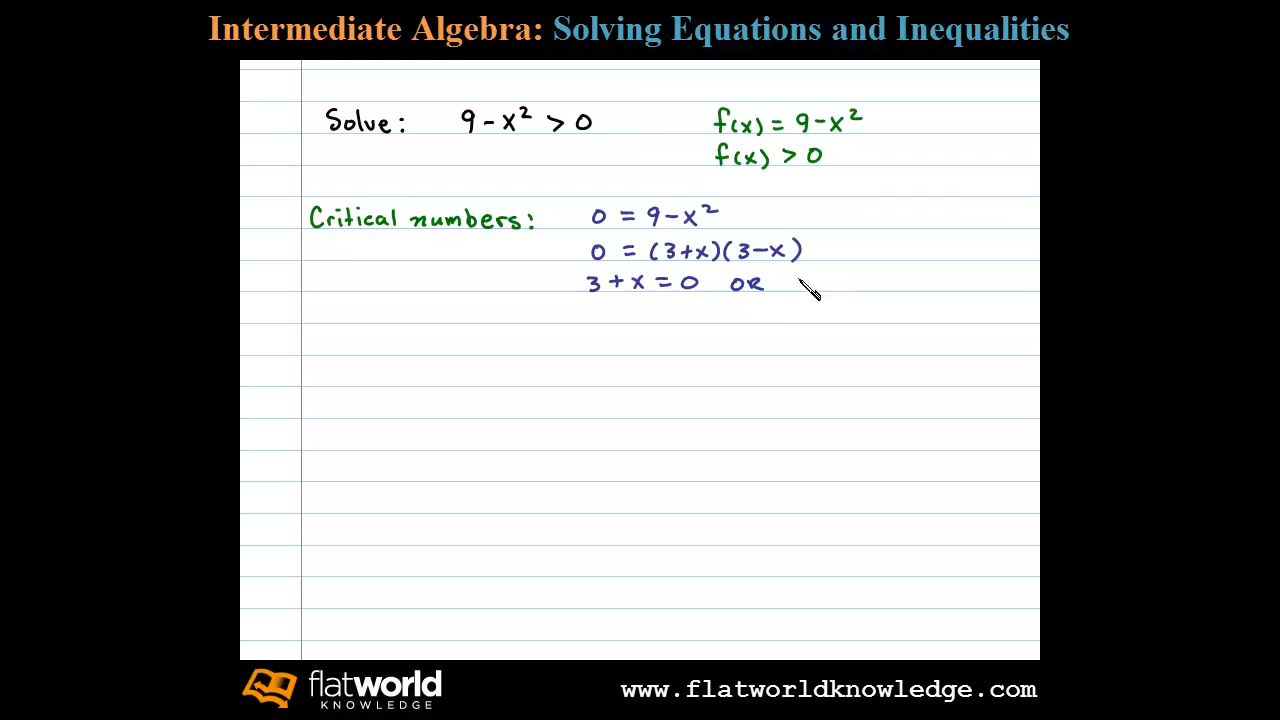 Intermediate Algebra: Solving Equations and Inequalities
Solve: 9 - x² > 0
f(x) = 9 - x²
f(x) > 0
Critical numbers: 0 = 9 - x²
0 = (3+x)(3-x)
3 + x = 0 OR
flatworld
KNOWLEDGE
www.flatworldknowledge.com